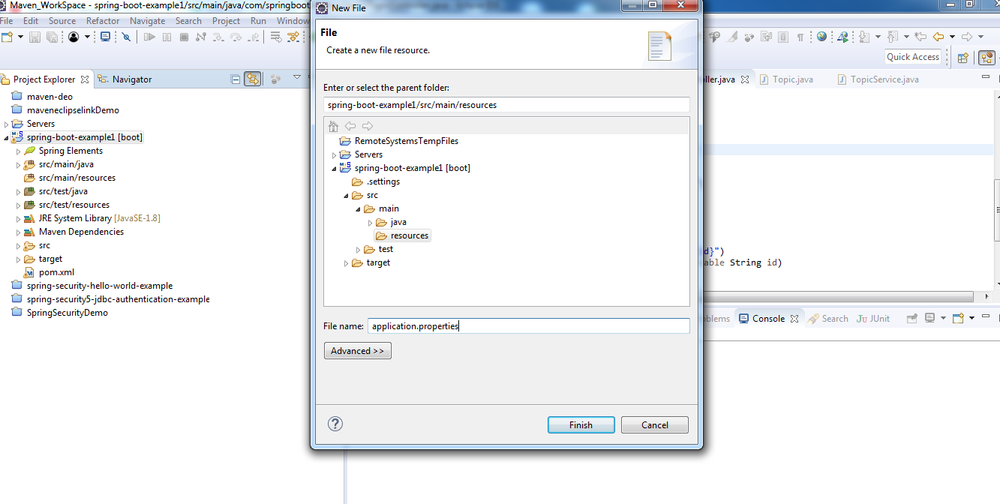 Maven_WorkSpace - spring-boot-example1/src/main/java/com/springboot
New File
File Edit Source Refactor Navigate Search Project Run Window
Quick Access
Project Explorer Navigator
maven-deo
maveneclipselinkDemo
Servers
spring-boot-example1 [boot]
Spring Elements
src/main/java
src/main/resources
src/test/java
src/test/resources
JRE System Library [JavaSE-1.8]
Maven Dependencies
src
target
pom.xml
spring-security-hello-world-example
spring-security5-jdbc-authentication-example
SpringSecurityDemo
File
Create a new file resource.
Enter or select the parent folder:
spring-boot-example1/src/main/resources
RemoteSystemsTempFiles
Servers
spring-boot-example1 [boot]
.settings
src
main
java
resources
test
target
File name: application.properties
Advanced >>
Finish Cancel
ller.java Topic.java TopicService.java
d}")
able String id)
oblems Console Search JUnit